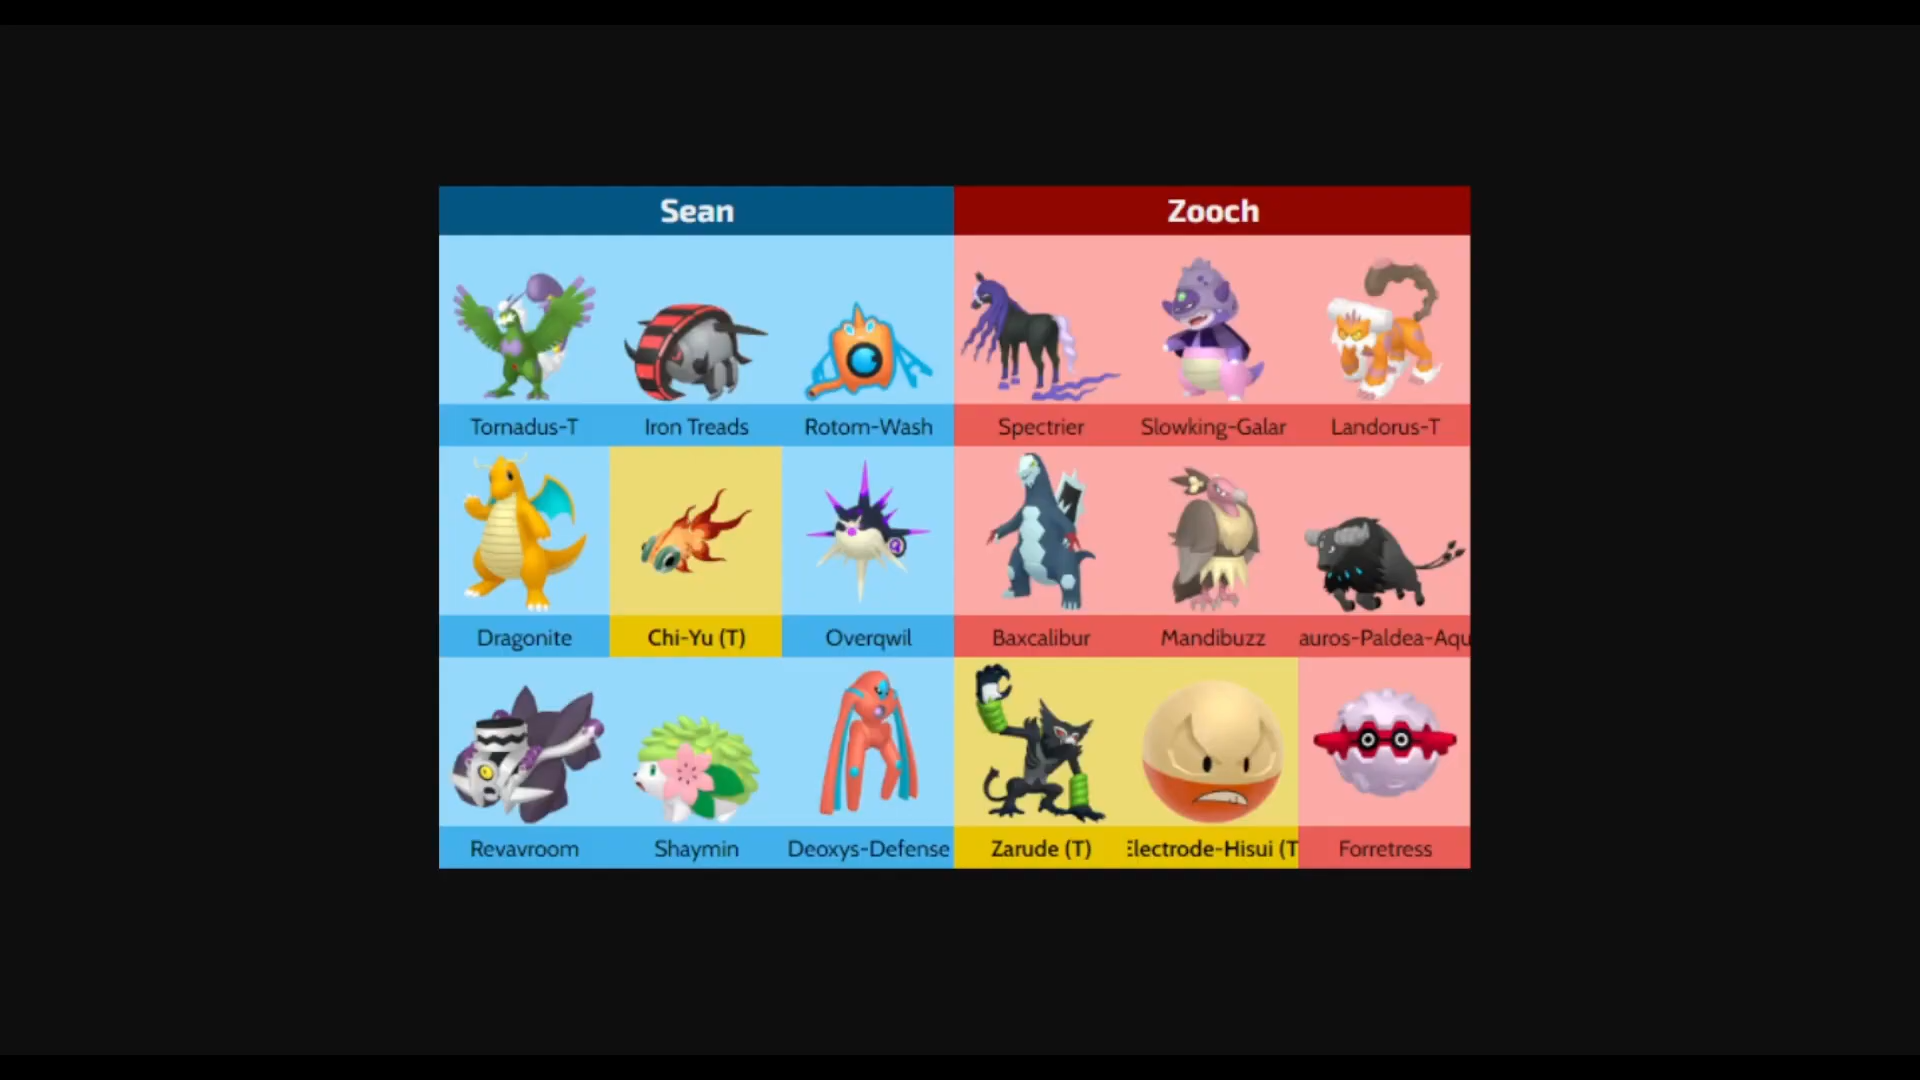 Sean Zooch
Tornadus-T Iron Treads Rotom-Wash Spectrier Slowking-Galar Landorus-T
Dragonite Chi-Yu (T) Overqwil Baxcalibur Mandibuzz auros-Paldea-Aqu
Revavroom Shaymin Deoxys-Defense Zarude (T) Electrode-Hisui (T Forretress